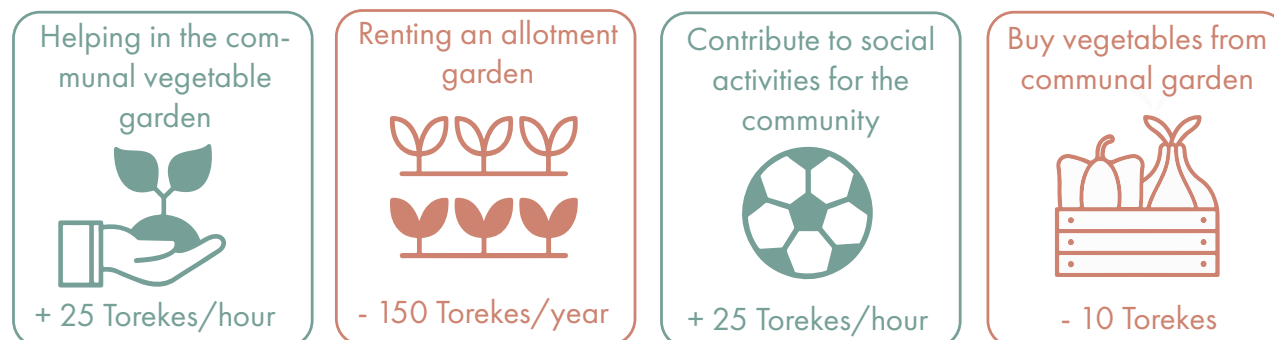 Helping in the com-
munal vegetable
garden
+ 25 Torekes/hour
Renting an allotment
garden
- 150 Torekes/year
Contribute to social
activities for the
community
+ 25 Torekes/hour
Buy vegetables from
communal garden
- 10 Torekes